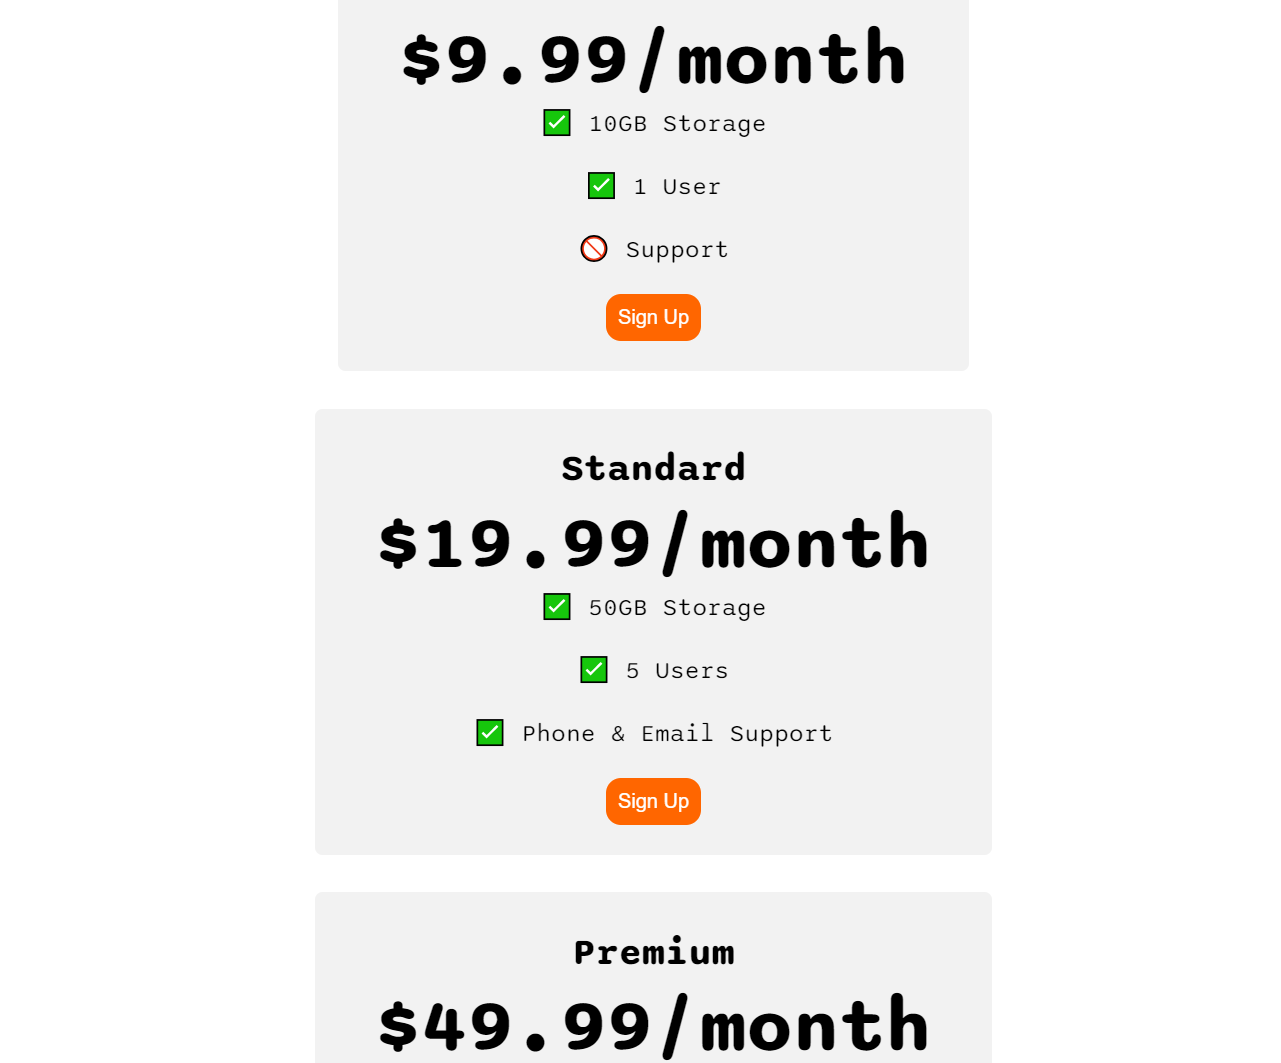 $9.99/month
10GB Storage
1 User
Support
Sign Up
Standard
$19.99/month
50GB Storage
5 Users
Phone & Email Support
Sign Up
Premium
$49.99/month